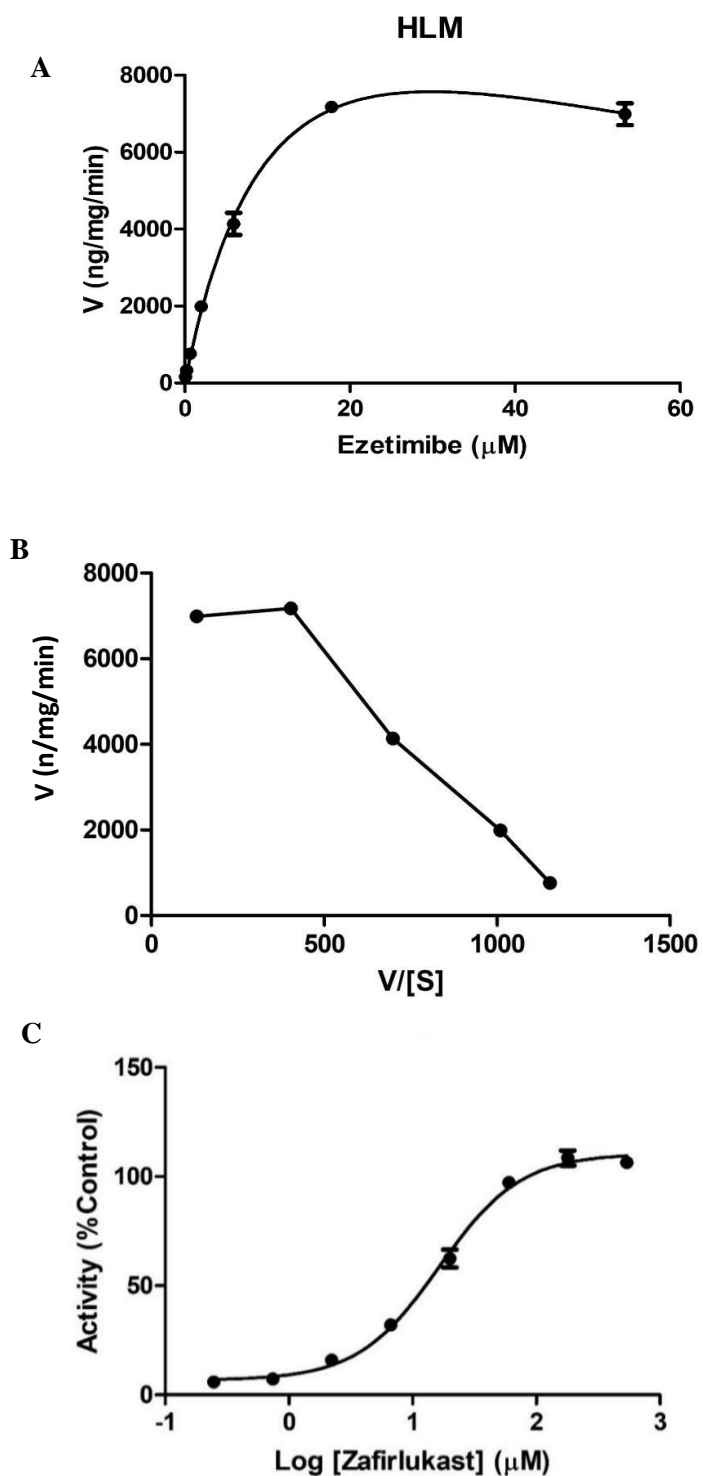 HLM
A
8000
6000
4000
2000
0
V (ng/mg/min)
0 20 40 60
Ezetimibe (μM)
B
8000
6000
4000
2000
0
V (n/mg/min)
0 500 1000 1500
V/[S]
C
150
100
50
0
Activity (%Control)
-1 0 1 2 3
Log [Zafirlukast] (μM)